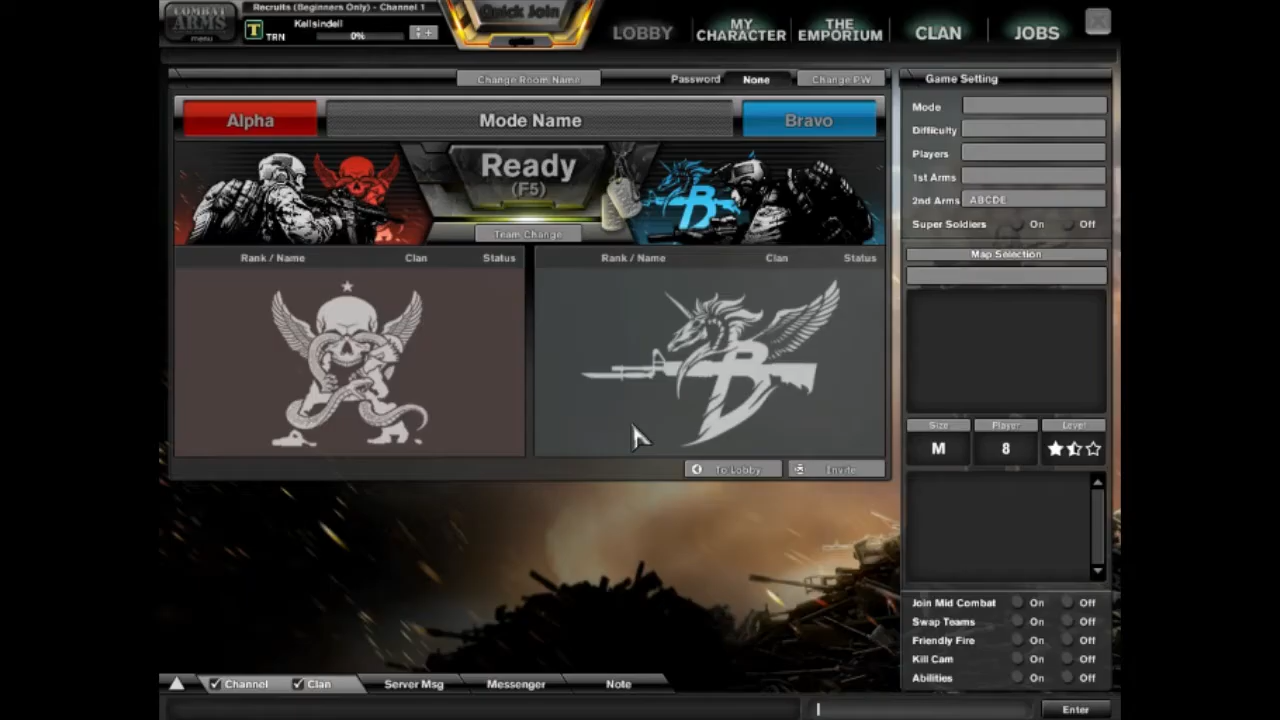 COMBAT ARMS
menu
Recruits (Beginners Only) - Channel 1
T TRN
Kellsindell
0%
Quick Join
LOBBY
MY CHARACTER
THE EMPORIUM
CLAN
JOBS
Change Room Name
Password
None
Change PW
Alpha
Mode Name
Bravo
Ready
(F5)
Team Change
Rank / Name Clan Status
Rank / Name Clan Status
To Lobby
Invite
Game Setting
Mode
Difficulty
Players
1st Arms
2nd Arms ABCDE
Super Soldiers On Off
Map Selection
Size Player Level
M 8
Join Mid Combat On Off
Swap Teams On Off
Friendly Fire On Off
Kill Cam On Off
Abilities On Off
Channel Clan Server Msg Messenger Note
Enter